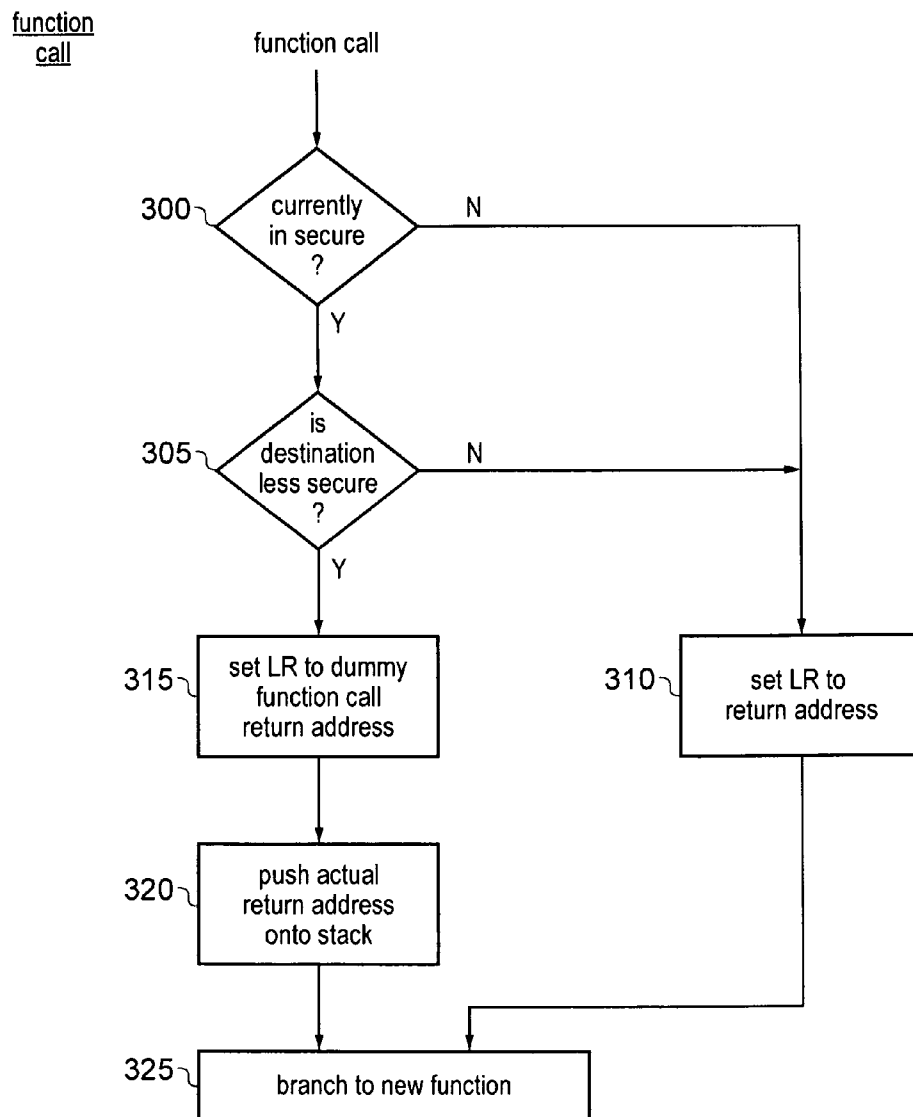 function
call
function call
300
currently
in secure
?
N
Y
305
is
destination
less secure
?
N
Y
315
set LR to dummy
function call
return address
310
set LR to
return address
320
push actual
return address
onto stack
325
branch to new function